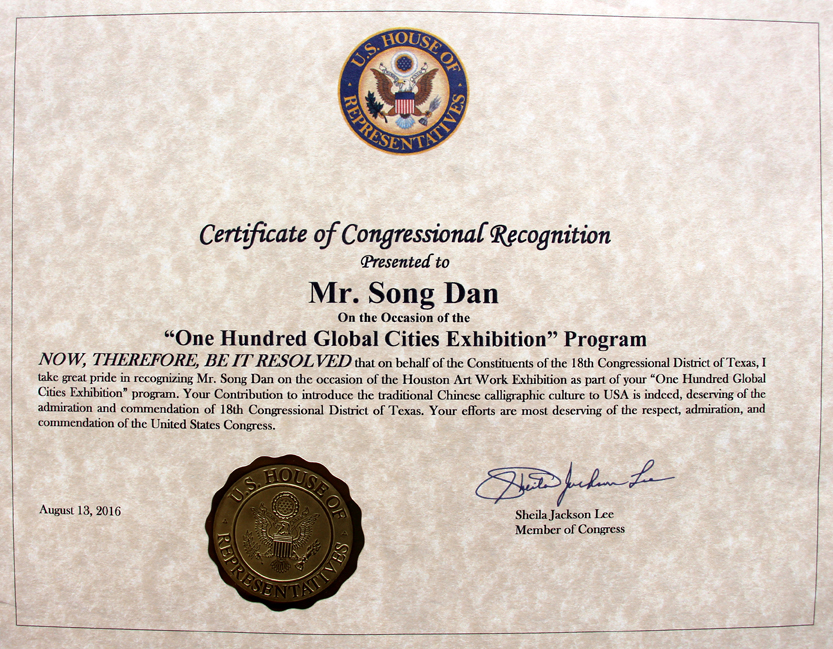 U.S. HOUSE OF
REPRESENTATIVES
Certificate of Congressional Recognition
Presented to
Mr. Song Dan
On the Occasion of the
“One Hundred Global Cities Exhibition” Program
NOW, THEREFORE, BE IT RESOLVED that on behalf of the Constituents of the 18th Congressional District of Texas, I
take great pride in recognizing Mr. Song Dan on the occasion of the Houston Art Work Exhibition as part of your “One Hundred Global
Cities Exhibition” program. Your Contribution to introduce the traditional Chinese calligraphic culture to USA is indeed, deserving of the
admiration and commendation of 18th Congressional District of Texas. Your efforts are most deserving of the respect, admiration, and
commendation of the United States Congress.
August 13, 2016
U.S. HOUSE OF
REPRESENTATIVES
Sheila Jackson Lee
Sheila Jackson Lee
Member of Congress